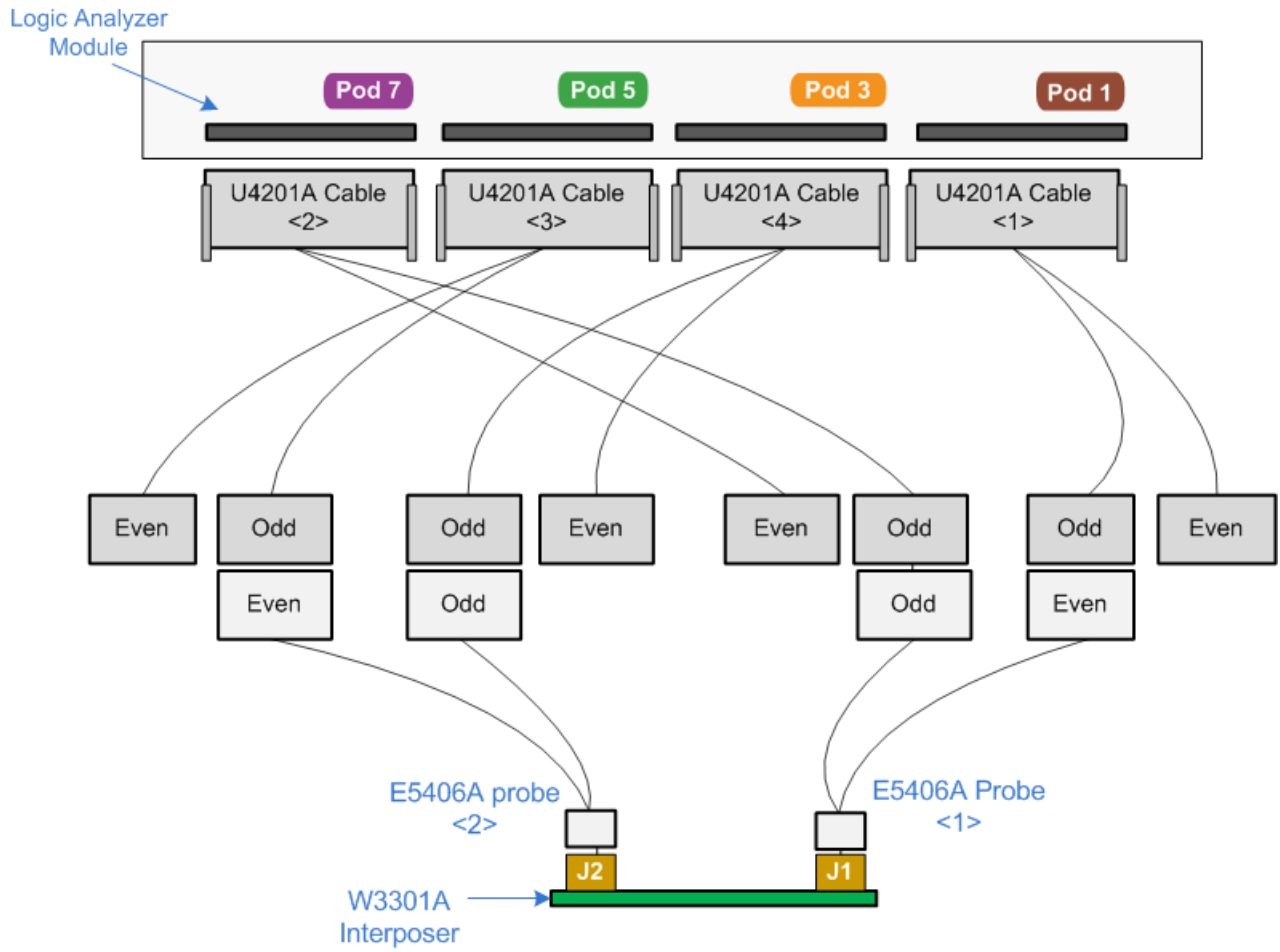 Logic Analyzer
Module
Pod 7
Pod 5
Pod 3
Pod 1
U4201A Cable
<2>
U4201A Cable
<3>
U4201A Cable
<4>
U4201A Cable
<1>
Even
Odd
Odd
Even
Even
Odd
Odd
Even
Even
Odd
Odd
Even
E5406A probe
<2>
E5406A Probe
<1>
J2
J1
W3301A
Interposer